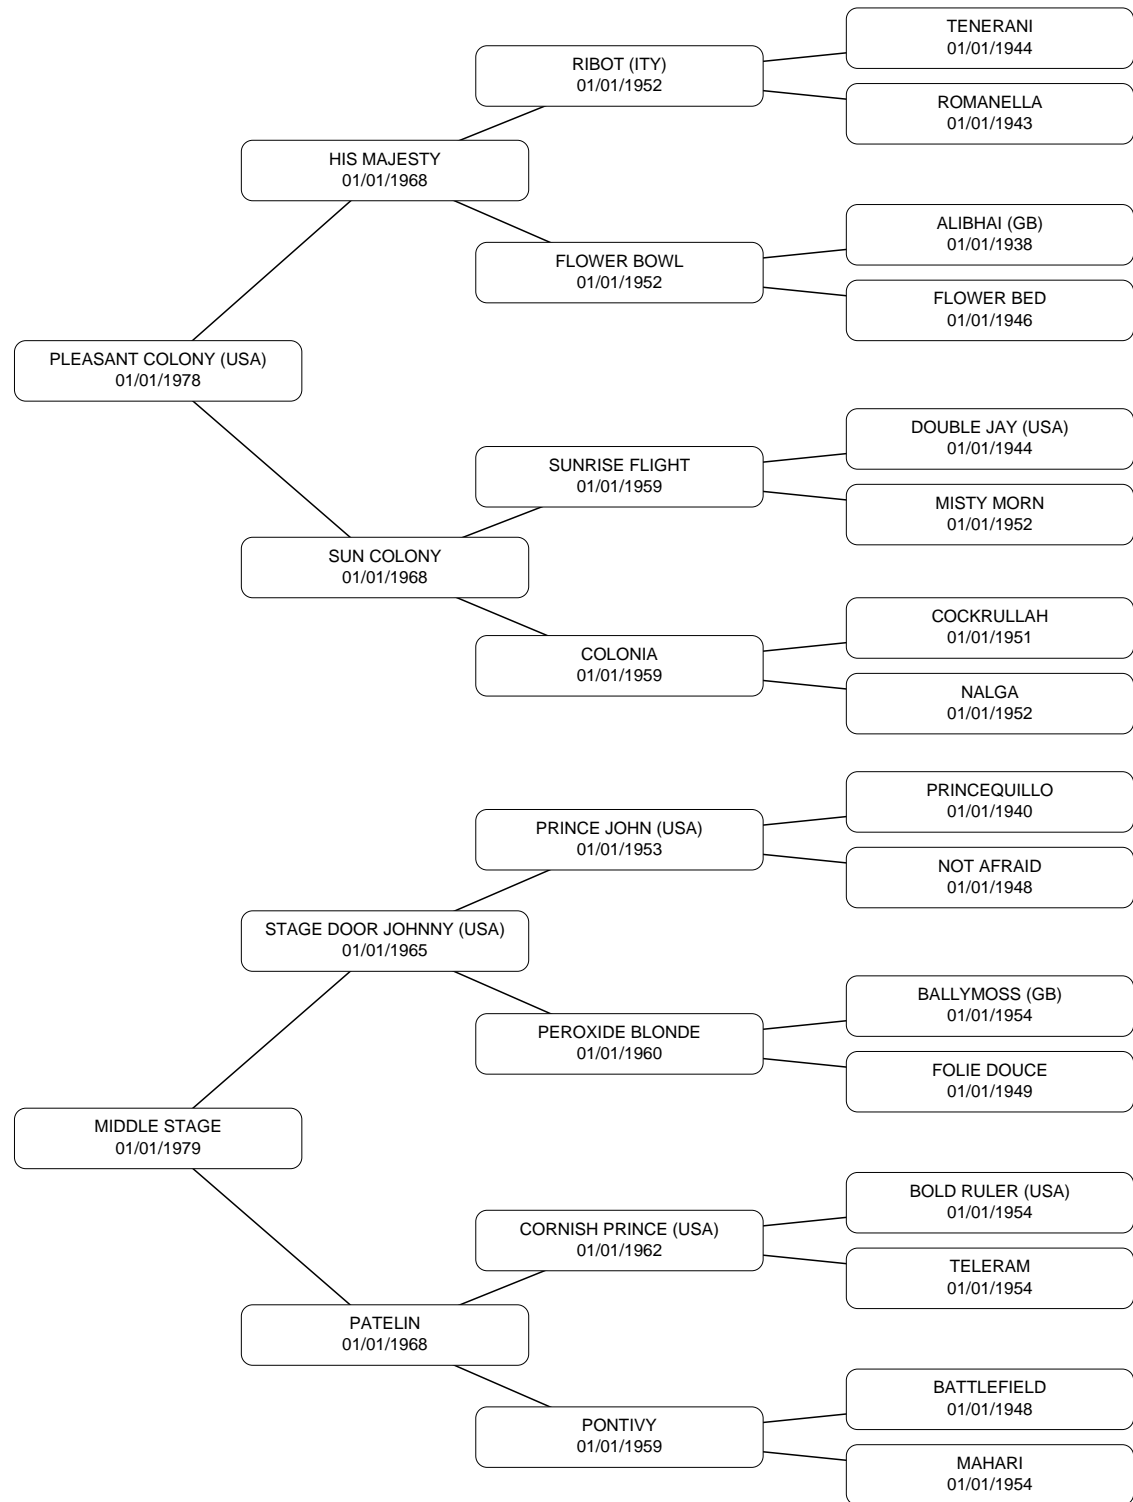 TENERANI
01/01/1944
RIBOT (ITY)
01/01/1952
ROMANELLA
01/01/1943
HIS MAJESTY
01/01/1968
ALIBHAI (GB)
01/01/1938
FLOWER BOWL
01/01/1952
FLOWER BED
01/01/1946
PLEASANT COLONY (USA)
01/01/1978
DOUBLE JAY (USA)
01/01/1944
SUNRISE FLIGHT
01/01/1959
MISTY MORN
01/01/1952
SUN COLONY
01/01/1968
COCKRULLAH
01/01/1951
COLONIA
01/01/1959
NALGA
01/01/1952
PRINCEQUILLO
01/01/1940
PRINCE JOHN (USA)
01/01/1953
NOT AFRAID
01/01/1948
STAGE DOOR JOHNNY (USA)
01/01/1965
BALLYMOSS (GB)
01/01/1954
PEROXIDE BLONDE
01/01/1960
FOLIE DOUCE
01/01/1949
MIDDLE STAGE
01/01/1979
BOLD RULER (USA)
01/01/1954
CORNISH PRINCE (USA)
01/01/1962
TELERAM
01/01/1954
PATELIN
01/01/1968
BATTLEFIELD
01/01/1948
PONTIVY
01/01/1959
MAHARI
01/01/1954